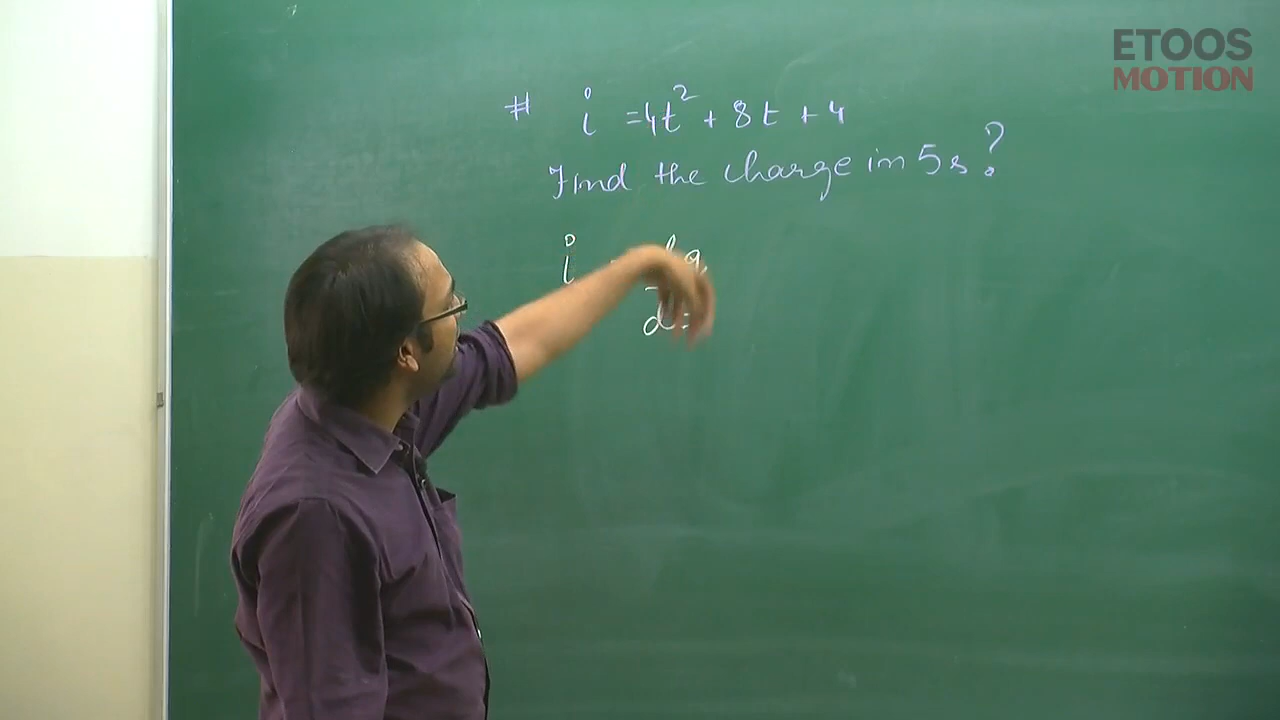 ETOOS
MOTION
# i = 4t² + 8t + 4
Find the charge in 5s?
i